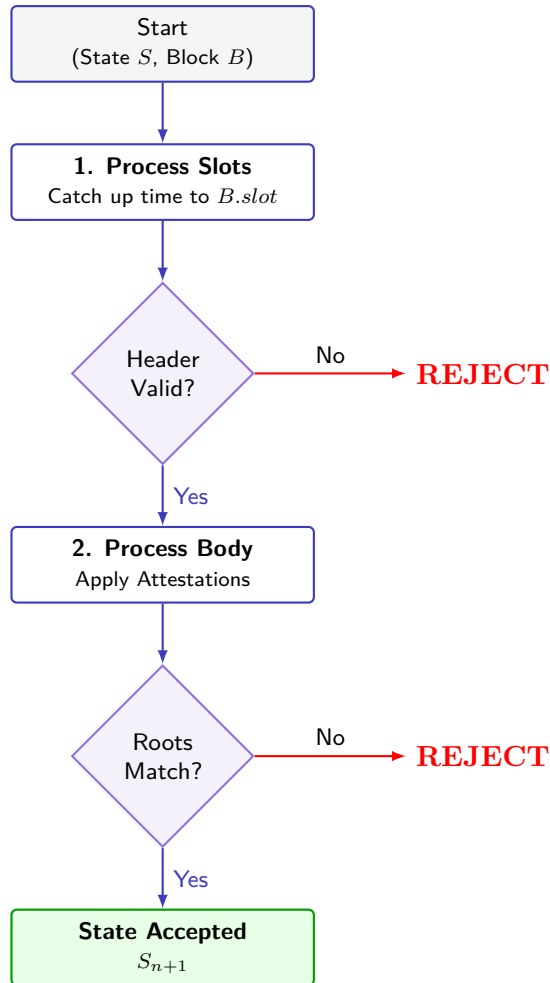 Start
(State S, Block B)
1. Process Slots
Catch up time to B.slot
Header
Valid?
No
REJECT
Yes
2. Process Body
Apply Attestations
Roots
Match?
No
REJECT
Yes
State Accepted
Sₙ₊₁